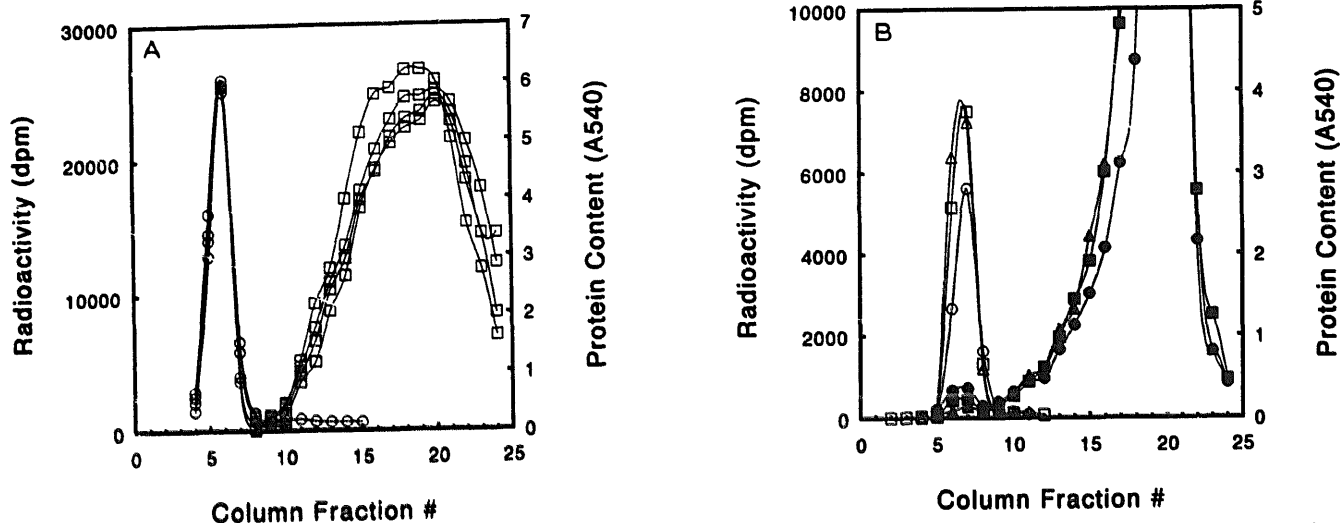 A
30000
20000
10000
0
Radioactivity (dpm)
7
6
5
4
3
2
1
0
Protein Content (A540)
0 5 10 15 20 25
Column Fraction #
B
10000
8000
6000
4000
2000
0
Radioactivity (dpm)
5
4
3
2
1
0
Protein Content (A540)
0 5 10 15 20 25
Column Fraction #